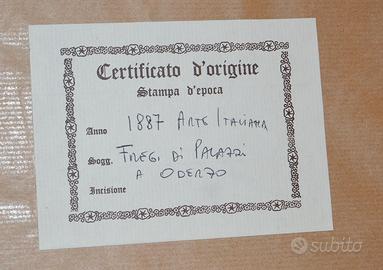 Certificato d'origine
Stampa d'epoca
Anno 1887 ARTE ITALIANA
Sogg. FREGI DI PALAZZI
A ODERZO
Incisione
subito